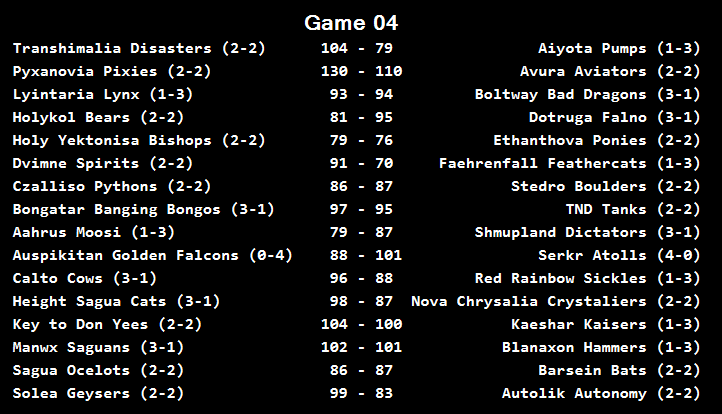 Game 04
Transhimalia Disasters (2-2) 104 - 79 Aiyota Pumps (1-3)
Pyxanovia Pixies (2-2) 130 - 110 Avura Aviators (2-2)
Lyintaria Lynx (1-3) 93 - 94 Boltway Bad Dragons (3-1)
Holykol Bears (2-2) 81 - 95 Dotruga Falno (3-1)
Holy Yektonisa Bishops (2-2) 79 - 76 Ethanthova Ponies (2-2)
Dvimne Spirits (2-2) 91 - 70 Faehrenfall Feathercats (1-3)
Czalliso Pythons (2-2) 86 - 87 Stedro Boulders (2-2)
Bongatar Banging Bongos (3-1) 97 - 95 TND Tanks (2-2)
Aahrus Moosi (1-3) 79 - 87 Shmupland Dictators (3-1)
Auspikitan Golden Falcons (0-4) 88 - 101 Serkr Atolls (4-0)
Calto Cows (3-1) 96 - 88 Red Rainbow Sickles (1-3)
Height Sagua Cats (3-1) 98 - 87 Nova Chrysalia Crystaliers (2-2)
Key to Don Yees (2-2) 104 - 100 Kaeshar Kaisers (1-3)
Manwx Saguans (3-1) 102 - 101 Blanaxon Hammers (1-3)
Sagua Ocelots (2-2) 86 - 87 Barsein Bats (2-2)
Solea Geysers (2-2) 99 - 83 Autolik Autonomy (2-2)